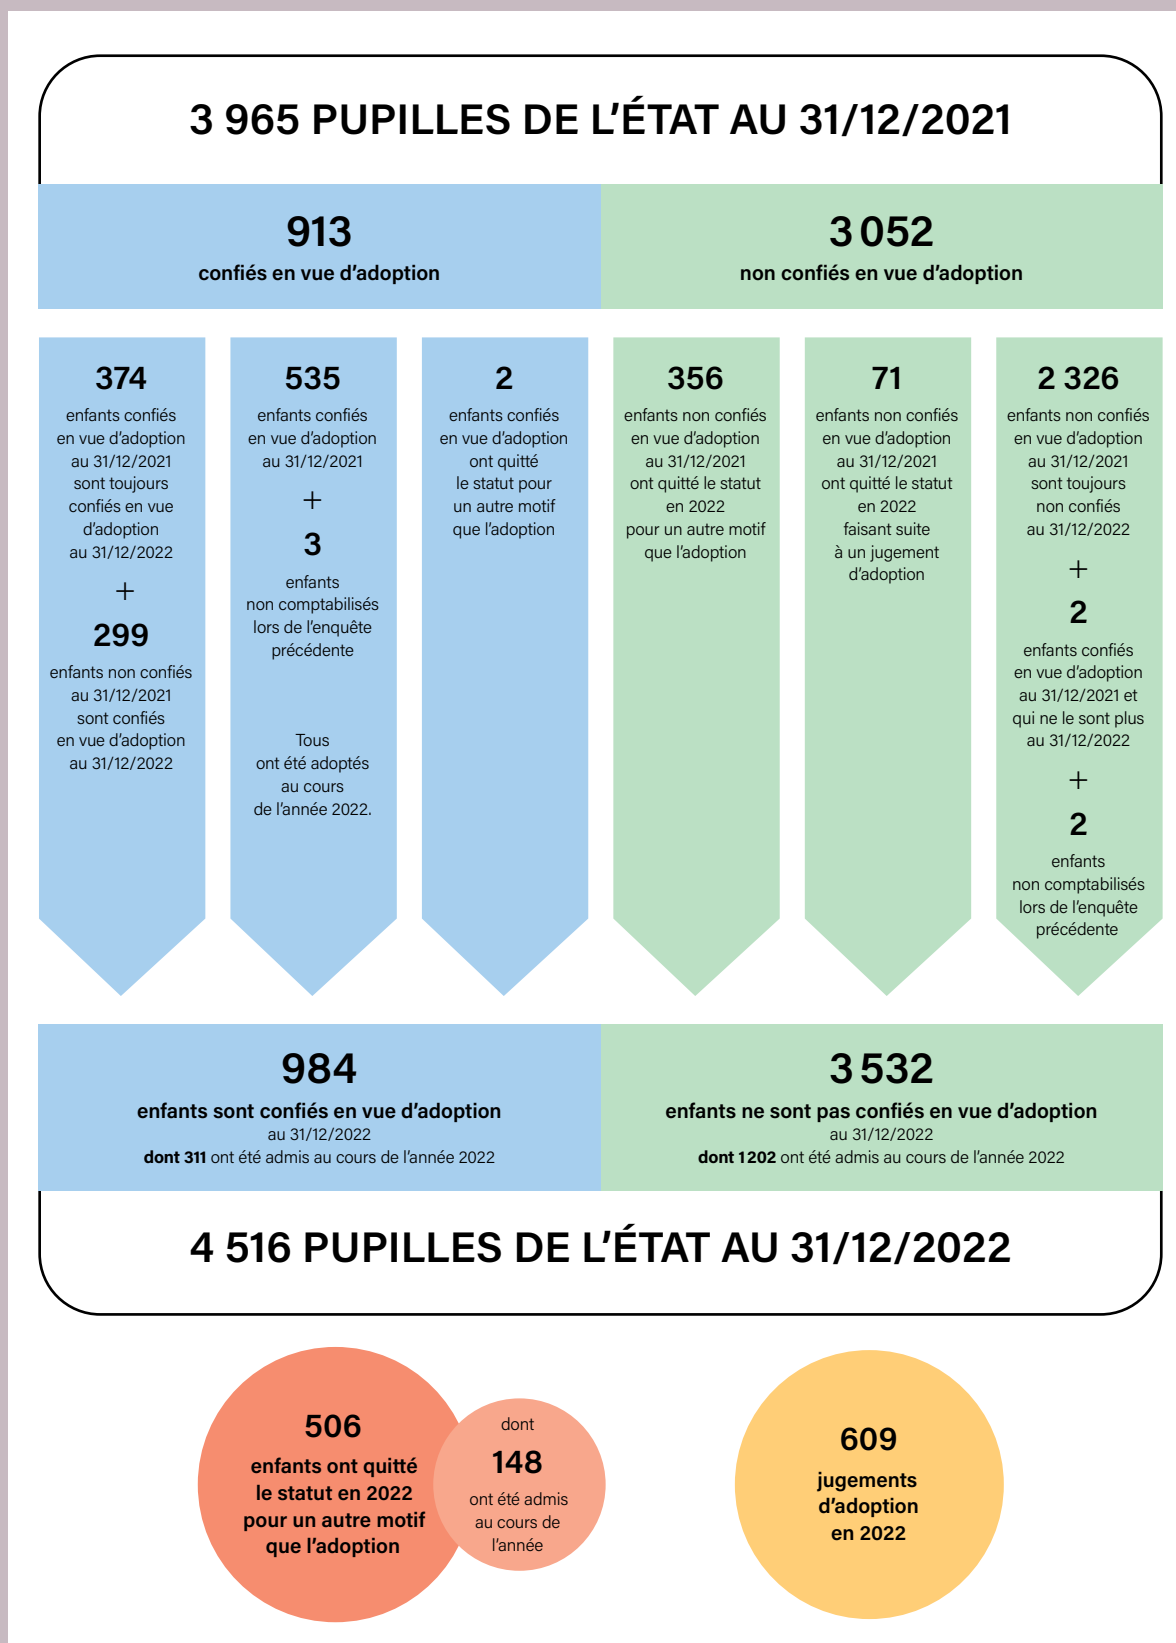 3 965 PUPILLES DE L'ÉTAT AU 31/12/2021
913
confiés en vue d'adoption
3 052
non confiés en vue d'adoption
374
enfants confiés
en vue d'adoption
au 31/12/2021
sont toujours
confiés en vue
d'adoption
au 31/12/2022
+
299
enfants non confiés
au 31/12/2021
sont confiés
en vue d'adoption
au 31/12/2022
535
enfants confiés
en vue d'adoption
au 31/12/2021
+
3
enfants
non comptabilisés
lors de l'enquête
précédente
Tous
ont été adoptés
au cours
de l'année 2022.
2
enfants confiés
en vue d'adoption
ont quitté
le statut pour
un autre motif
que l'adoption
356
enfants non confiés
en vue d'adoption
au 31/12/2021
ont quitté le statut
en 2022
pour un autre motif
que l'adoption
71
enfants non confiés
en vue d'adoption
au 31/12/2021
ont quitté le statut
en 2022
faisant suite
à un jugement
d'adoption
2 326
enfants non confiés
en vue d'adoption
au 31/12/2021
sont toujours
non confiés
au 31/12/2022
+
2
enfants confiés
en vue d'adoption
au 31/12/2021 et
qui ne le sont plus
au 31/12/2022
+
2
enfants
non comptabilisés
lors de l'enquête
précédente
984
enfants sont confiés en vue d'adoption
au 31/12/2022
dont 311 ont été admis au cours de l'année 2022
3 532
enfants ne sont pas confiés en vue d'adoption
au 31/12/2022
dont 1 202 ont été admis au cours de l'année 2022
4 516 PUPILLES DE L'ÉTAT AU 31/12/2022
506
enfants ont quitté
le statut en 2022
pour un autre motif
que l'adoption
dont
148
ont été admis
au cours de
l'année
609
jugements
d'adoption
en 2022